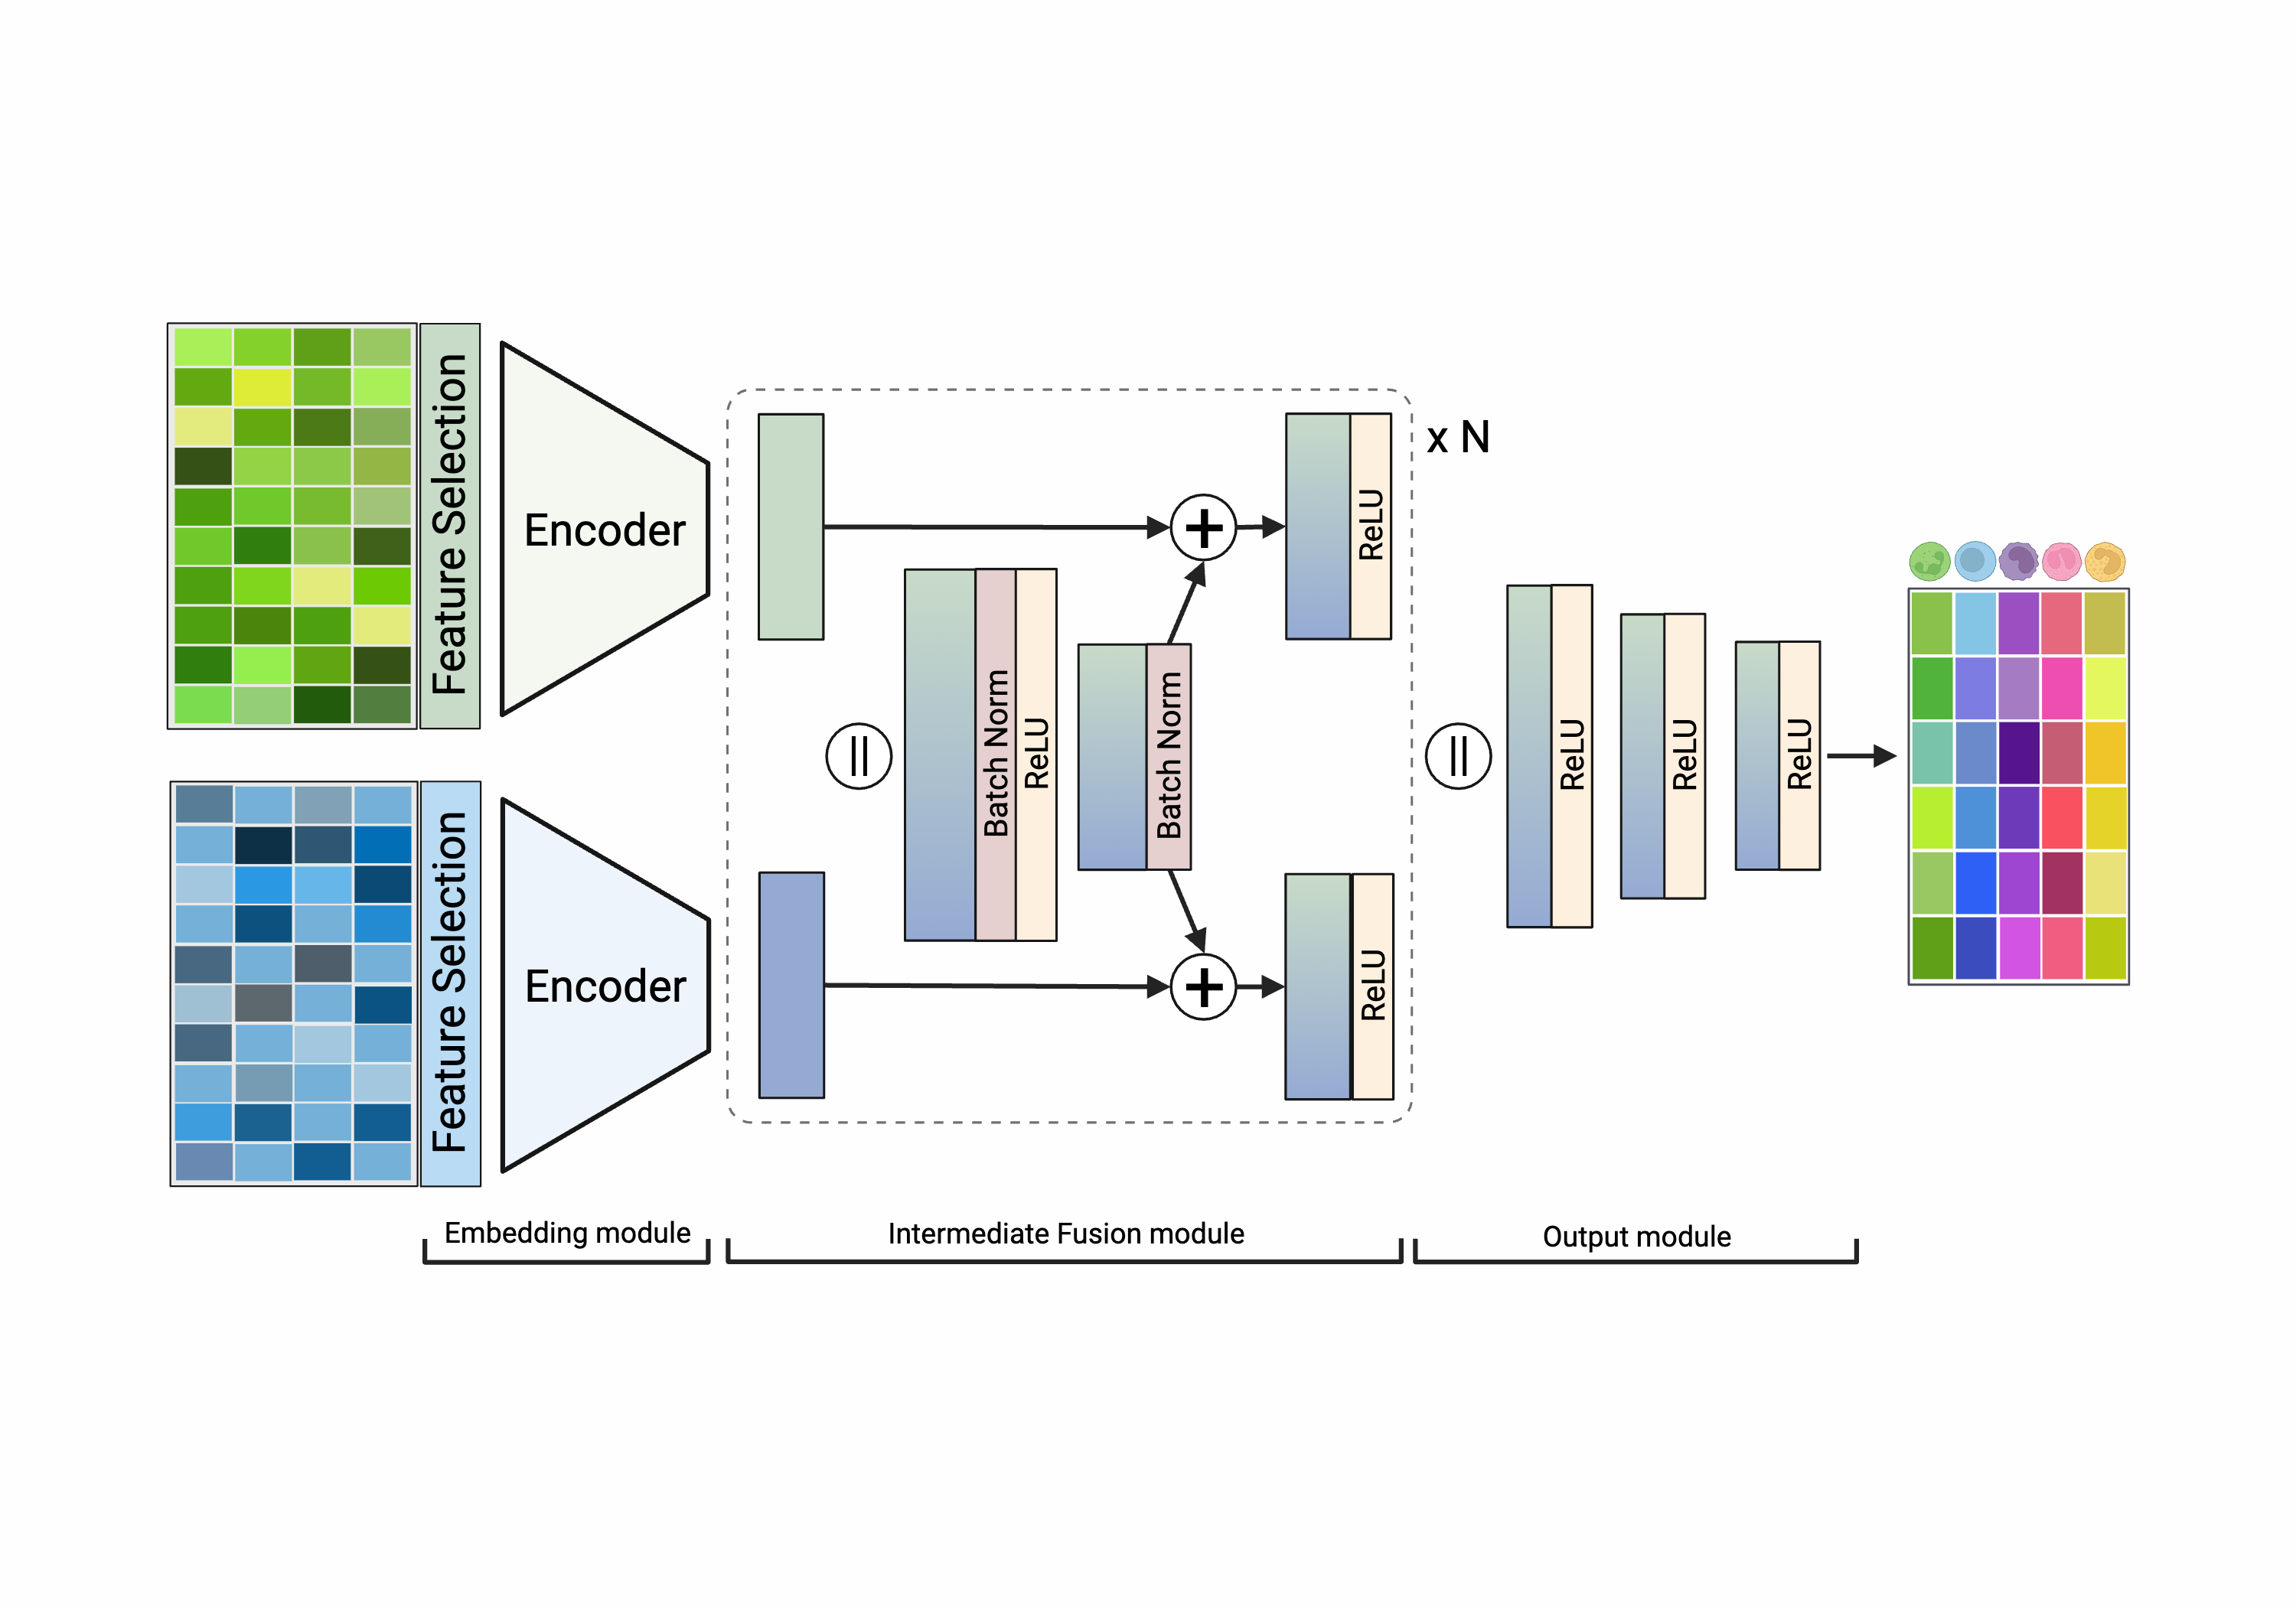 Feature Selection
Encoder
Feature Selection
Encoder
||
Batch Norm
ReLU
Batch Norm
+
+
ReLU
ReLU
x N
||
ReLU
ReLU
ReLU
Embedding module
Intermediate Fusion module
Output module